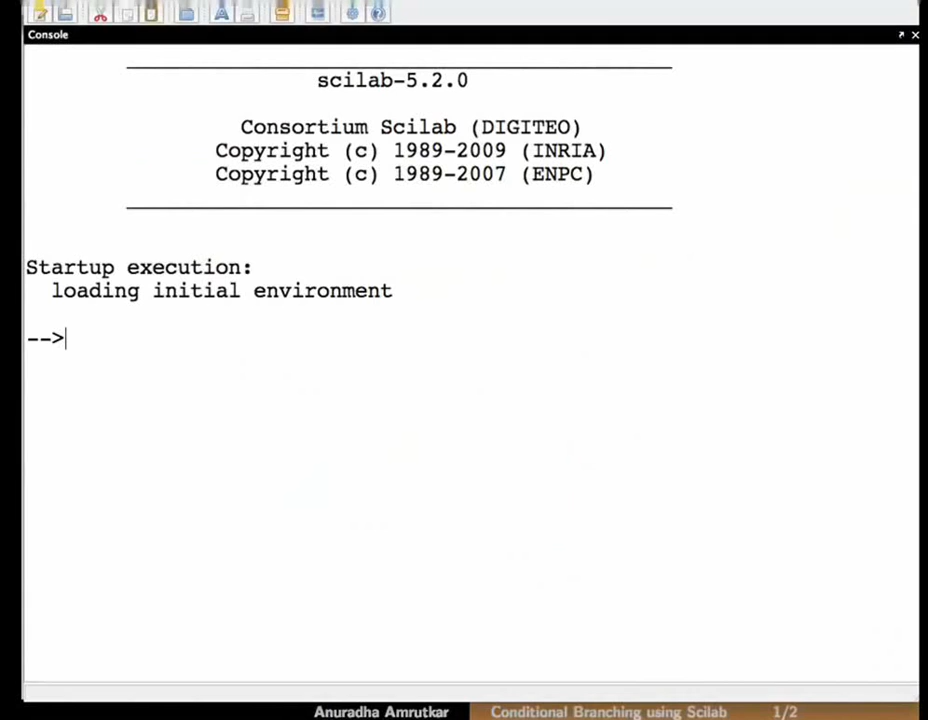 Console
scilab-5.2.0
Consortium Scilab (DIGITEO)
Copyright (c) 1989-2009 (INRIA)
Copyright (c) 1989-2007 (ENPC)
Startup execution:
loading initial environment
-->
Anuradha Amrutkar Conditional Branching using Scilab 1/2